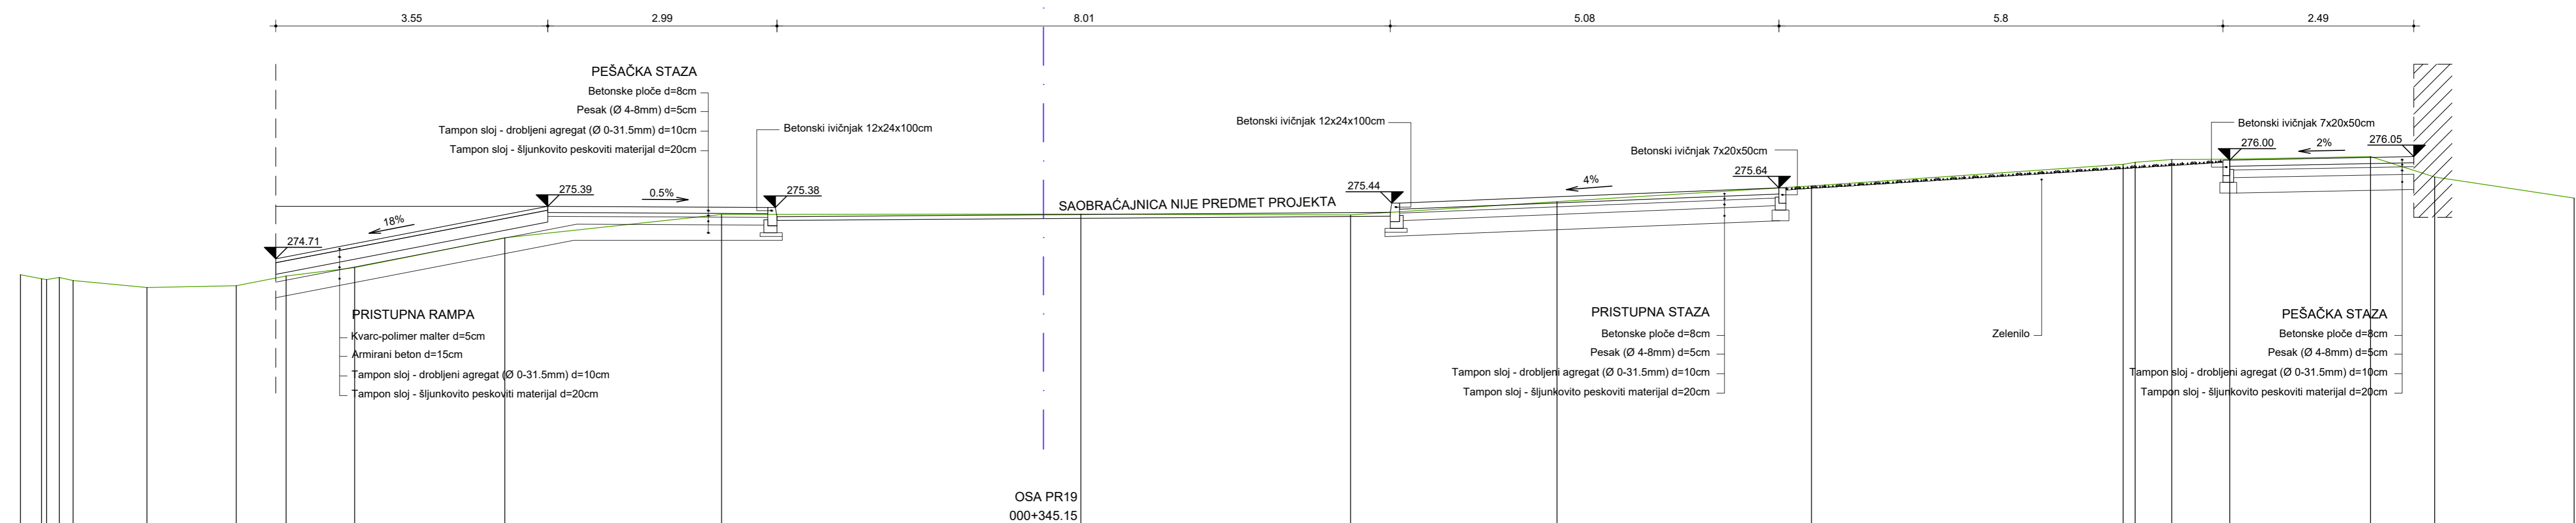 3.55
2.99
8.01
5.08
5.8
2.49
PEŠAČKA STAZA
Betonske ploče d=8cm
Pesak (Ø 4-8mm) d=5cm
Tampon sloj - drobljeni agregat (Ø 0-31.5mm) d=10cm
Tampon sloj - šljunkovito peskoviti materijal d=20cm
Betonski ivičnjak 12x24x100cm
Betonski ivičnjak 12x24x100cm
Betonski ivičnjak 7x20x50cm
Betonski ivičnjak 7x20x50cm
274.71
18%
275.39
0.5%
275.38
SAOBRAĆAJNICA NIJE PREDMET PROJEKTA
275.44
4%
275.64
276.00
2%
276.05
PRISTUPNA RAMPA
Kvarc-polimer malter d=5cm
Armirani beton d=15cm
Tampon sloj - drobljeni agregat (Ø 0-31.5mm) d=10cm
Tampon sloj - šljunkovito peskoviti materijal d=20cm
PRISTUPNA STAZA
Betonske ploče d=8cm
Pesak (Ø 4-8mm) d=5cm
Tampon sloj - drobljeni agregat (Ø 0-31.5mm) d=10cm
Tampon sloj - šljunkovito peskoviti materijal d=20cm
Zelenilo
PEŠAČKA STAZA
Betonske ploče d=8cm
Pesak (Ø 4-8mm) d=5cm
Tampon sloj - drobljeni agregat (Ø 0-31.5mm) d=10cm
Tampon sloj - šljunkovito peskoviti materijal d=20cm
OSA PR19
000+345.15